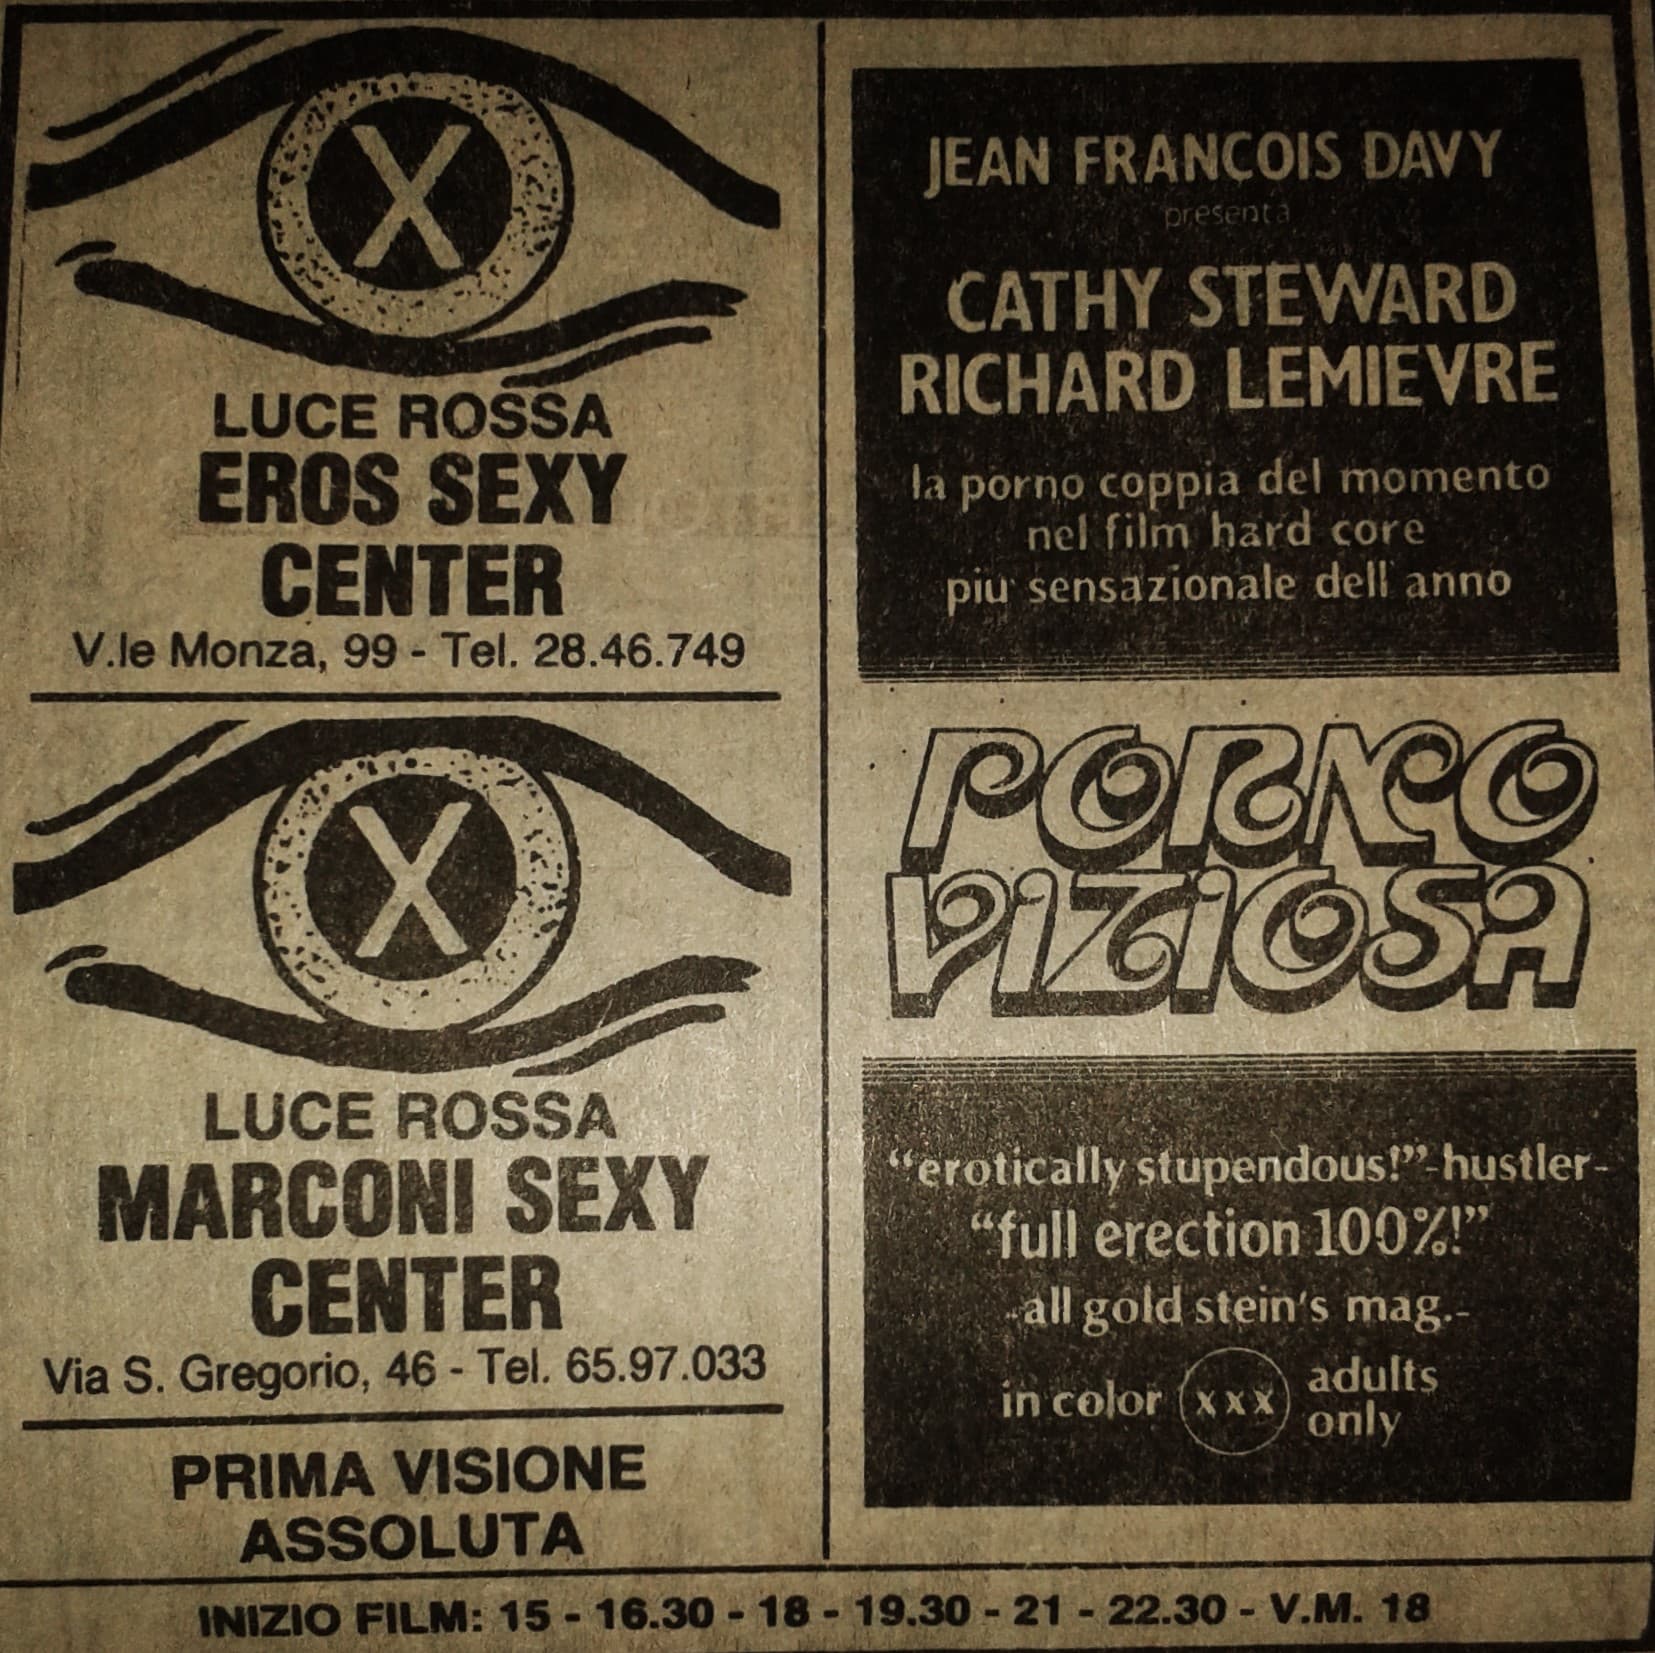 X
LUCE ROSSA
EROS SEXY
CENTER
V.le Monza, 99 - Tel. 28.46.749
X
LUCE ROSSA
MARCONI SEXY
CENTER
Via S. Gregorio, 46 - Tel. 65.97.033
PRIMA VISIONE
ASSOLUTA
JEAN FRANCOIS DAVY
presenta
CATHY STEWARD
RICHARD LEMIEVRE
la porno coppia del momento
nel film hard core
piu' sensazionale dell anno
PORNO
VIZIOSA
“erotically stupendous!”-hustler-
“full erection 100%!”
-all gold stein's mag.-
in color xxx adults
only
INIZIO FILM: 15 - 16.30 - 18 - 19.30 - 21 - 22.30 - V.M. 18